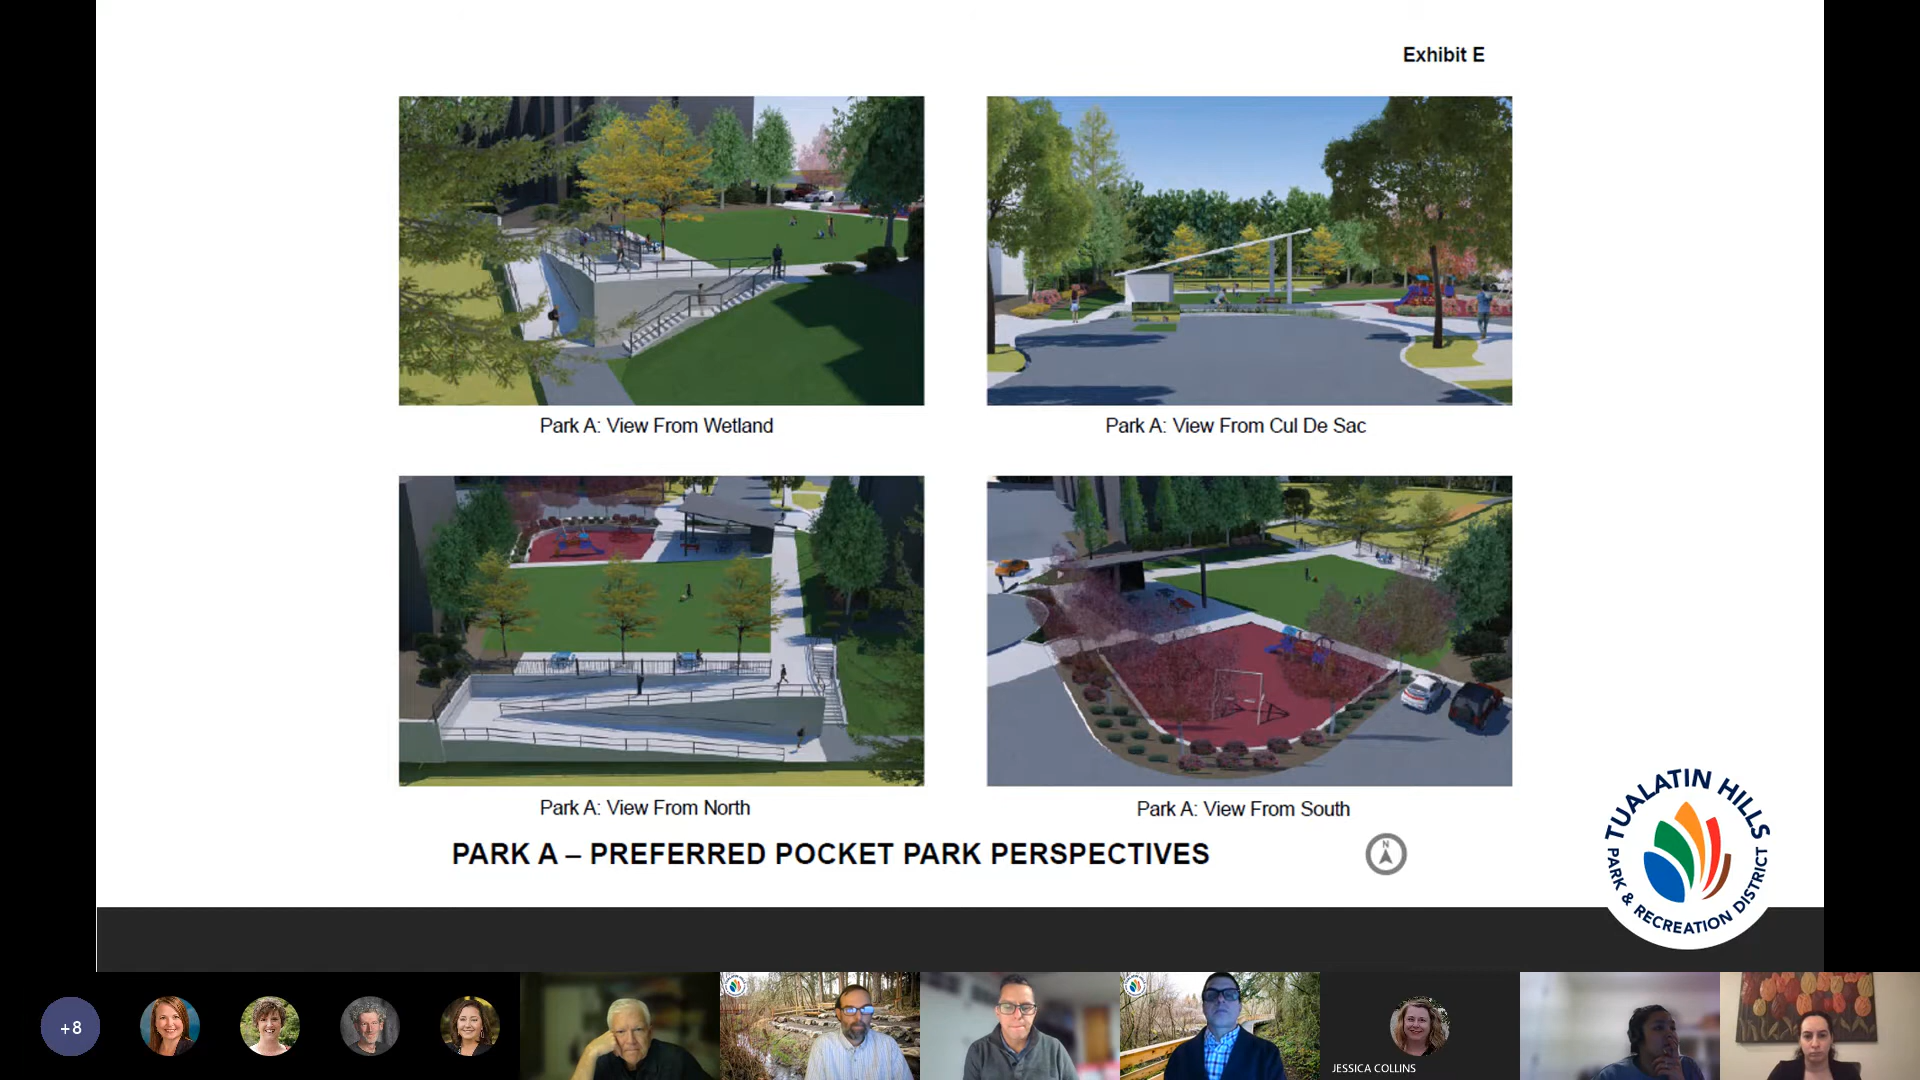 Exhibit E
Park A: View From Wetland
Park A: View From Cul De Sac
Park A: View From North
Park A: View From South
PARK A – PREFERRED POCKET PARK PERSPECTIVES
N
TUALATIN HILLS
PARK & RECREATION DISTRICT
+8
JESSICA COLLINS